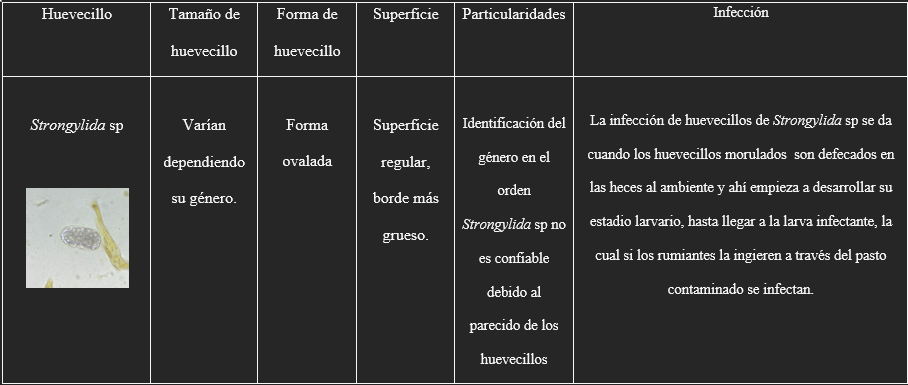 Huevecillo
Tamaño de
huevecillo
Forma de
huevecillo
Superficie
Particularidades
Infección
Strongylida sp
Varían
dependiendo
su género.
Forma
ovalada
Superficie
regular,
borde más
grueso.
Identificación del
género en el
orden
Strongylida sp no
es confiable
debido al
parecido de los
huevecillos
La infección de huevecillos de Strongylida sp se da
cuando los huevecillos morulados son defecados en
las heces al ambiente y ahí empieza a desarrollar su
estadio larvario, hasta llegar a la larva infectante, la
cual si los rumiantes la ingieren a través del pasto
contaminado se infectan.